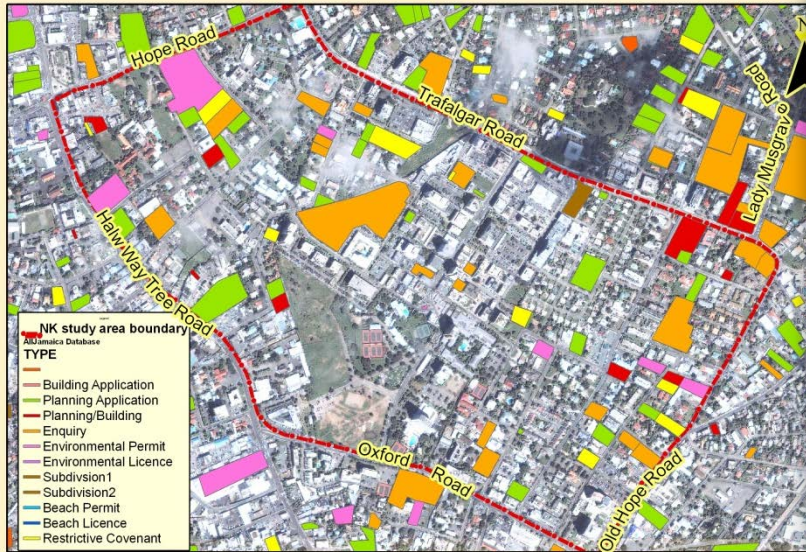 Hope Road
Trafalgar Road
N
Lady Musgrave Road
Halw Way Tree Road
Oxford Road
Old Hope Road
NK study area boundary
AllJamaica Database
TYPE
Building Application
Planning Application
Planning/Building
Enquiry
Environmental Permit
Environmental Licence
Subdivision1
Subdivision2
Beach Permit
Beach Licence
Restrictive Covenant